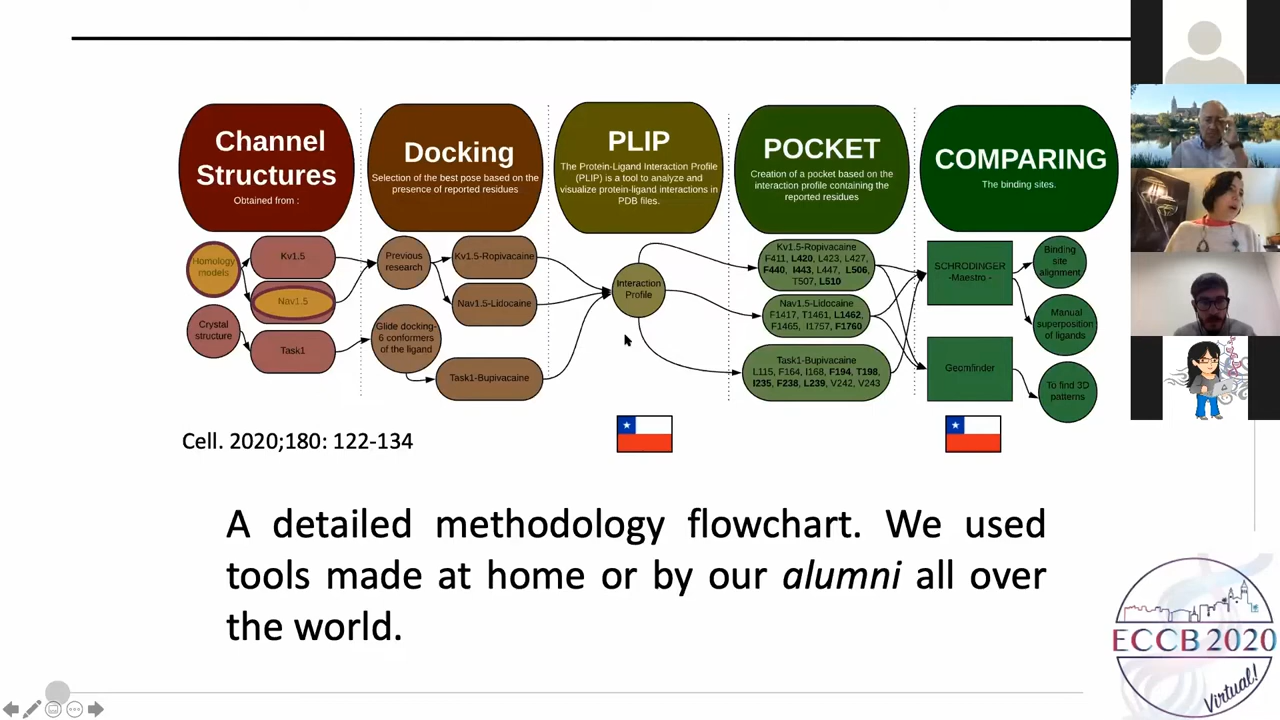 Channel
Structures
Obtained from :
Docking
Selection of the best pose based on the
presence of reported residues
PLIP
The Protein-Ligand Interaction Profile
(PLIP) is a tool to analyze and
visualize protein-ligand interactions in
PDB files.
POCKET
Creation of a pocket based on the
interaction profile containing the
reported residues
COMPARING
The binding sites.
Homology
models
Crystal
structure
Kv1.5
Nav1.5
Task1
Previous
research
Glide docking-
6 conformers
of the ligand
Kv1.5-Ropivacaine
Nav1.5-Lidocaine
Task1-Bupivacaine
Interaction
Profile
Kv1.5-Ropivacaine
F411, L420, L423, L427,
F440, I443, L447, L506,
T507, L510
Nav1.5-Lidocaine
F1417, T1461, L1462,
F1465, I1757, F1760
Task1-Bupivacaine
L115, F164, I168, F194, T198,
I235, F238, L239, V242, V243
SCHRODINGER
-Maestro -
Geomfinder
Binding
site
alignment
Manual
superposition
of ligands
To find 3D
patterns
Cell. 2020;180: 122-134
A detailed methodology flowchart. We used
tools made at home or by our alumni all over
the world.
ECCB 2020
Virtual!